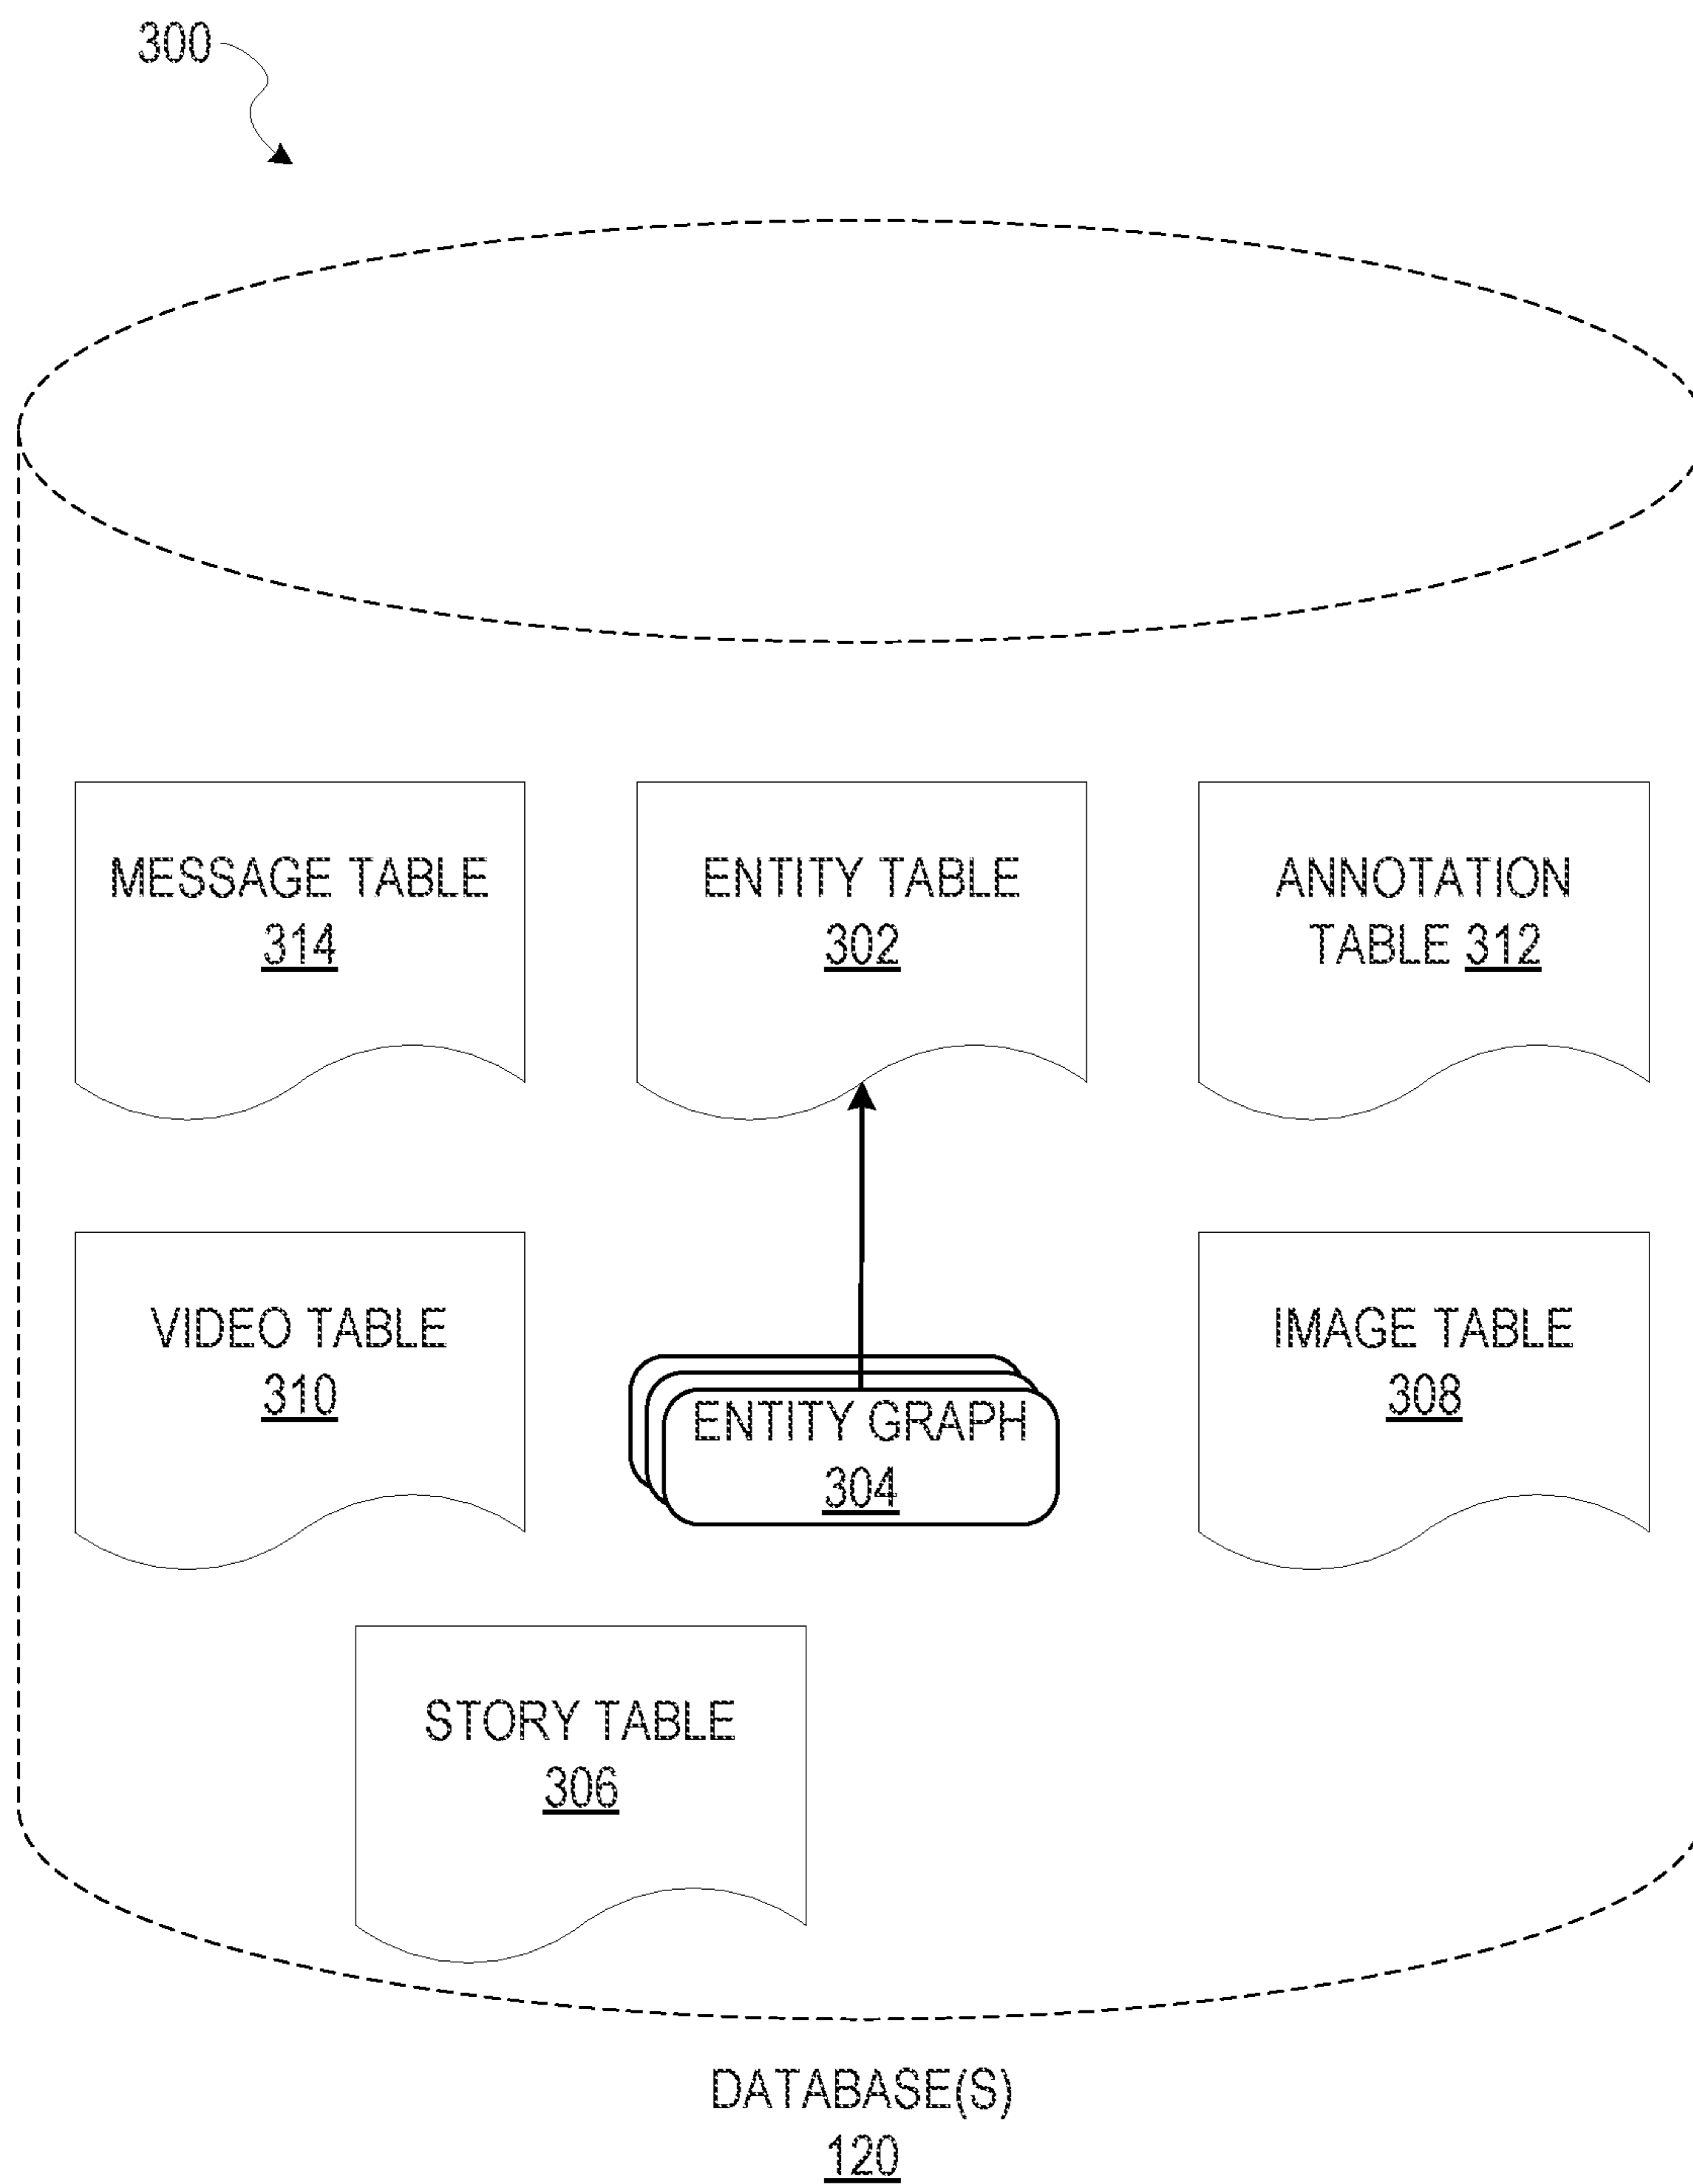 300
MESSAGE TABLE
314
ENTITY TABLE
302
ANNOTATION
TABLE 312
VIDEO TABLE
310
ENTITY GRAPH
304
IMAGE TABLE
308
STORY TABLE
306
DATABASE(S)
120